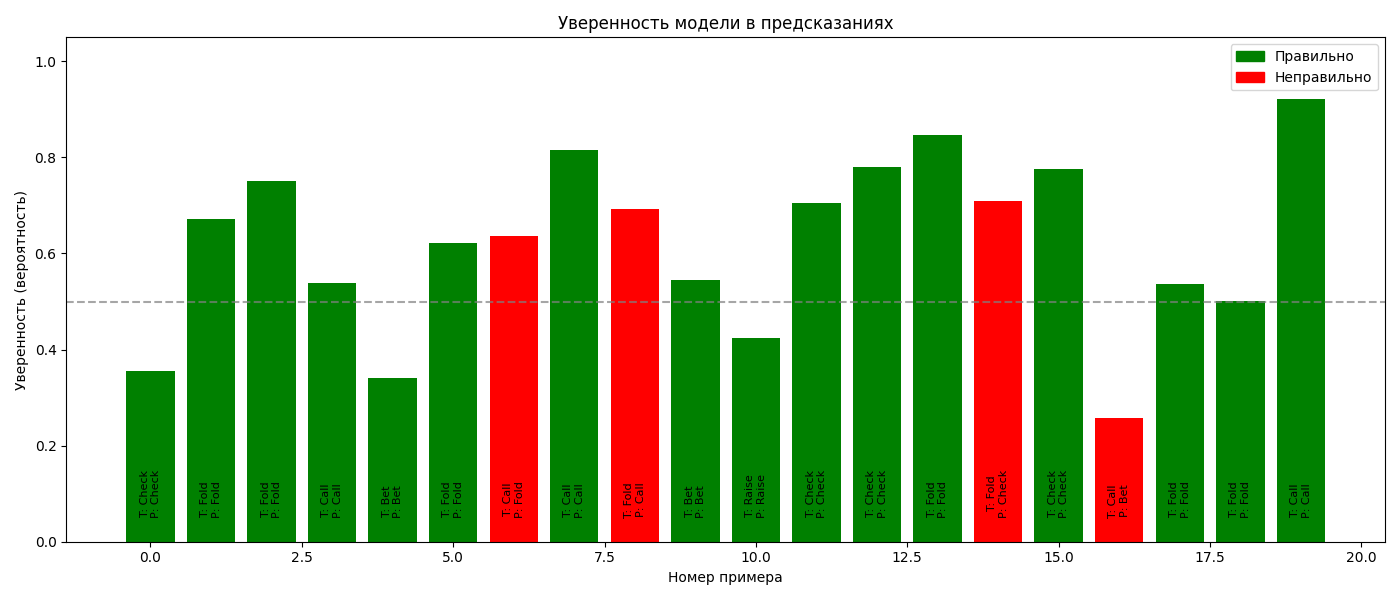 Уверенность модели в предсказаниях
Правильно
Неправильно
Уверенность (вероятность)
1.0
0.8
0.6
0.4
0.2
0.0
T: Check
P: Check
T: Fold
P: Fold
T: Fold
P: Fold
T: Call
P: Call
T: Bet
P: Bet
T: Fold
P: Fold
T: Call
P: Fold
T: Call
P: Call
T: Fold
P: Call
T: Bet
P: Bet
T: Raise
P: Raise
T: Check
P: Check
T: Check
P: Check
T: Fold
P: Fold
T: Fold
P: Check
T: Check
P: Check
T: Call
P: Bet
T: Fold
P: Fold
T: Fold
P: Fold
T: Call
P: Call
0.0
2.5
5.0
7.5
10.0
12.5
15.0
17.5
20.0
Номер примера